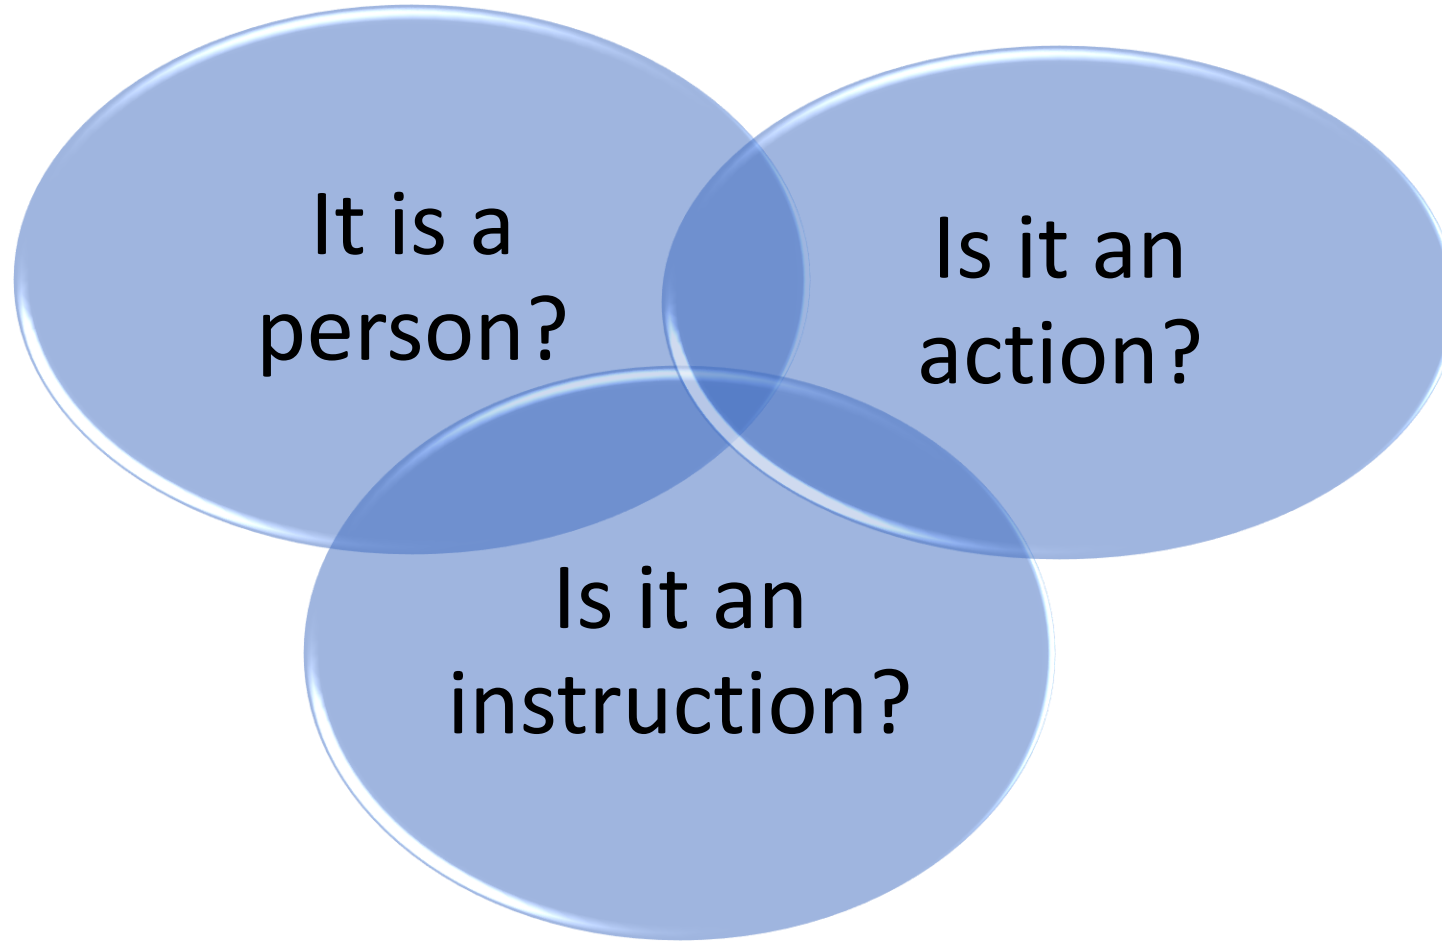 It is a
person?
Is it an
action?
Is it an
instruction?